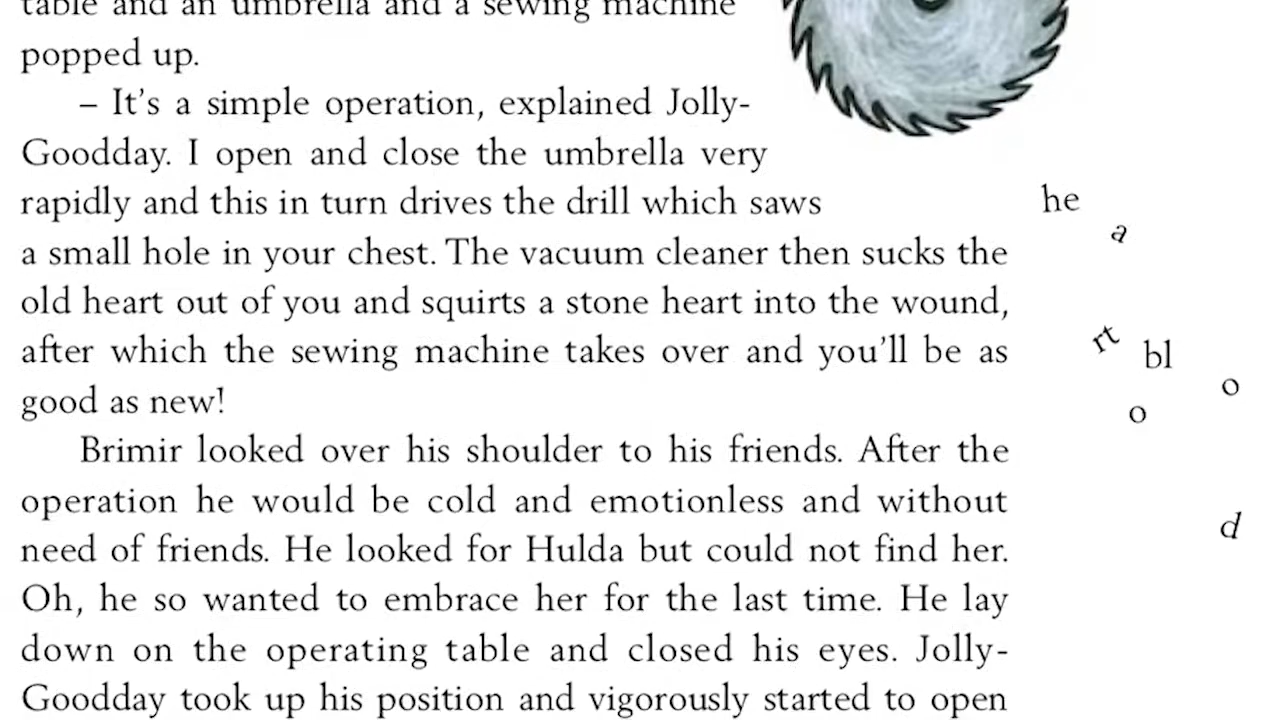 table and an umbrella and a sewing machine
popped up.
– It's a simple operation, explained Jolly-
Goodday. I open and close the umbrella very
rapidly and this in turn drives the drill which saws
a small hole in your chest. The vacuum cleaner then sucks the
old heart out of you and squirts a stone heart into the wound,
after which the sewing machine takes over and you'll be as
good as new!
Brimir looked over his shoulder to his friends. After the
operation he would be cold and emotionless and without
need of friends. He looked for Hulda but could not find her.
Oh, he so wanted to embrace her for the last time. He lay
down on the operating table and closed his eyes. Jolly-
Goodday took up his position and vigorously started to open
he
a
rt
bl
o
o
d